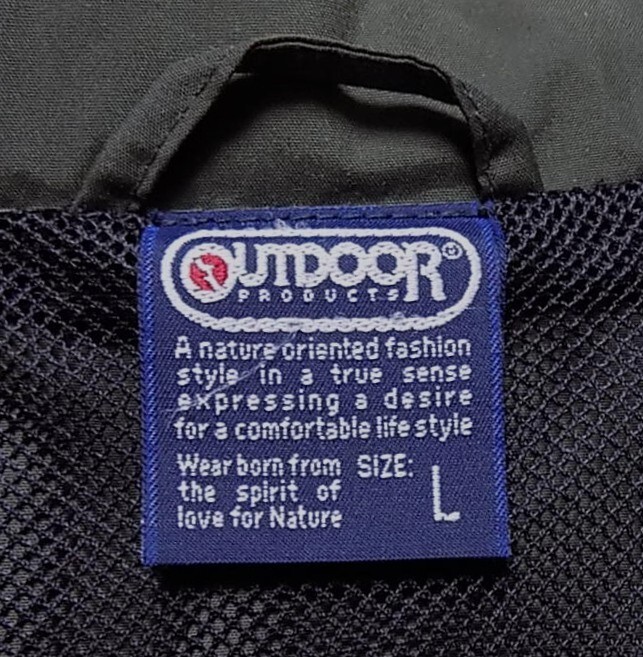 OUTDOOR®
PRODUCTS
A nature oriented fashion
style in a true sense
expressing a desire
for a comfortable life style
Wear born from
the spirit of
love for Nature
SIZE:
L